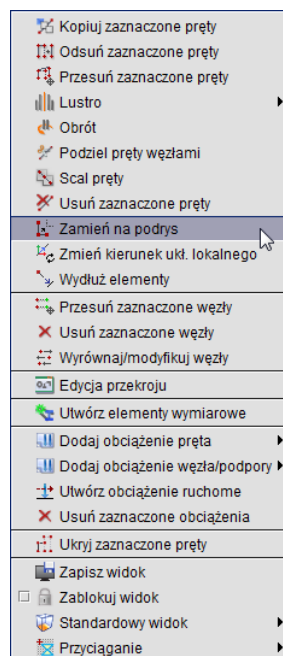 Kopiuj zaznaczone pręty
Odsuń zaznaczone pręty
Przesuń zaznaczone pręty
Lustro
Obrót
Podziel pręty węzłami
Scal pręty
Usuń zaznaczone pręty
Zamień na podrys
Zmień kierunek ukł. lokalnego
Wydłuż elementy
Przesuń zaznaczone węzły
Usuń zaznaczone węzły
Wyrównaj/modyfikuj węzły
Edycja przekroju
Utwórz elementy wymiarowe
Dodaj obciążenie pręta
Dodaj obciążenie węzła/podpory
Utwórz obciążenie ruchome
Usuń zaznaczone obciążenia
Ukryj zaznaczone pręty
Zapisz widok
Zablokuj widok
Standardowy widok
Przyciąganie